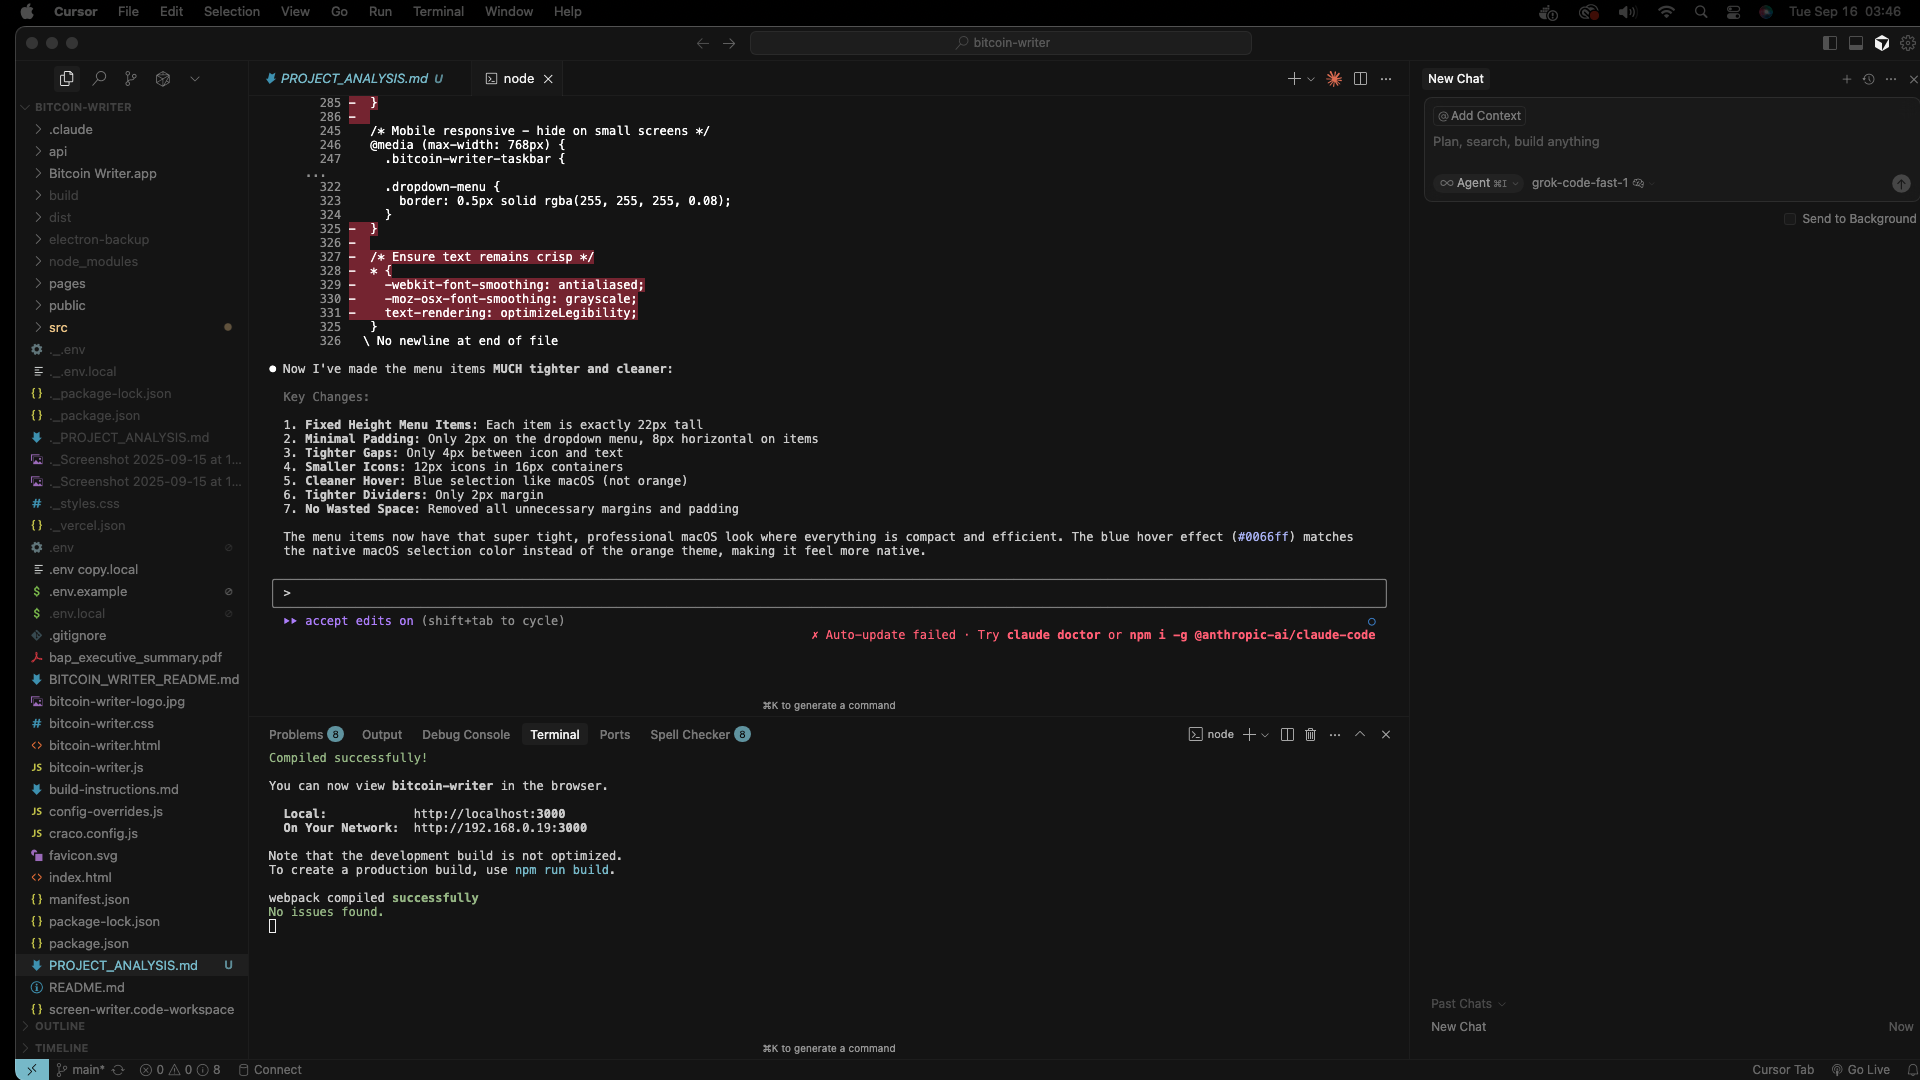 Cursor File Edit Selection View Go Run Terminal Window Help Tue Sep 16 03:46
bitcoin-writer
BITCOIN-WRITER
.claude
api
Bitcoin Writer.app
build
dist
electron-backup
node_modules
pages
public
src
._.env
._.env.local
._package-lock.json
._package.json
._PROJECT_ANALYSIS.md
._Screenshot 2025-09-15 at 1...
._Screenshot 2025-09-15 at 1...
._styles.css
._vercel.json
.env
.env copy.local
.env.example
.env.local
.gitignore
bap_executive_summary.pdf
BITCOIN_WRITER_README.md
bitcoin-writer-logo.jpg
bitcoin-writer.css
bitcoin-writer.html
bitcoin-writer.js
build-instructions.md
config-overrides.js
craco.config.js
favicon.svg
index.html
manifest.json
package-lock.json
package.json
PROJECT_ANALYSIS.md U
README.md
screen-writer.code-workspace
OUTLINE
TIMELINE
PROJECT_ANALYSIS.md U node
285 - }
286 -
245 /* Mobile responsive - hide on small screens */
246 @media (max-width: 768px) {
247 .bitcoin-writer-taskbar {
...
322 .dropdown-menu {
323 border: 0.5px solid rgba(255, 255, 255, 0.08);
324 }
325 - }
326 -
327 - /* Ensure text remains crisp */
328 - * {
329 - -webkit-font-smoothing: antialiased;
330 - -moz-osx-font-smoothing: grayscale;
331 - text-rendering: optimizeLegibility;
325 }
326 \ No newline at end of file
● Now I've made the menu items MUCH tighter and cleaner:
Key Changes:
1. Fixed Height Menu Items: Each item is exactly 22px tall
2. Minimal Padding: Only 2px on the dropdown menu, 8px horizontal on items
3. Tighter Gaps: Only 4px between icon and text
4. Smaller Icons: 12px icons in 16px containers
5. Cleaner Hover: Blue selection like macOS (not orange)
6. Tighter Dividers: Only 2px margin
7. No Wasted Space: Removed all unnecessary margins and padding
The menu items now have that super tight, professional macOS look where everything is compact and efficient. The blue hover effect (#0066ff) matches
the native macOS selection color instead of the orange theme, making it feel more native.
>
accept edits on (shift+tab to cycle)
✗ Auto-update failed · Try claude doctor or npm i -g @anthropic-ai/claude-code
⌘K to generate a command
Problems 8 Output Debug Console Terminal Ports Spell Checker 8 node
Compiled successfully!
You can now view bitcoin-writer in the browser.
Local: http://localhost:3000
On Your Network: http://192.168.0.19:3000
Note that the development build is not optimized.
To create a production build, use npm run build.
webpack compiled successfully
No issues found.
⌘K to generate a command
New Chat
@ Add Context
Plan, search, build anything
∞ Agent ⌘I grok-code-fast-1
Send to Background
Past Chats
New Chat Now
main* 0 0 8 Connect Cursor Tab Go Live